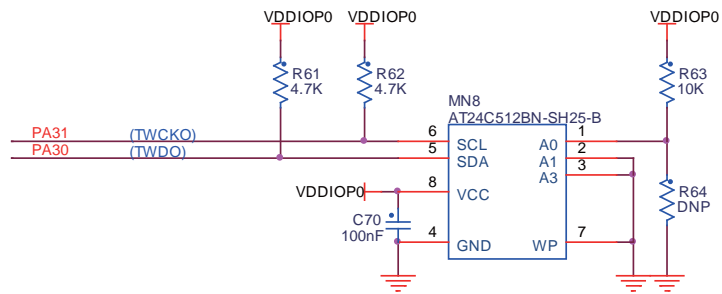 VDDIOP0 VDDIOP0 VDDIOP0
R61 4.7K
R62 4.7K
R63 10K
MN8
AT24C512BN-SH25-B
PA31 (TWCKO) 6 SCL A0 1
PA30 (TWDO) 5 SDA A1 2
A3 3
VDDIOP0 8 VCC
R64 DNP
C70 100nF
4 GND WP 7